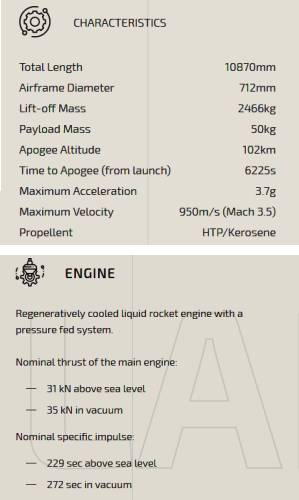 CHARACTERISTICS
Total Length 10870mm
Airframe Diameter 712mm
Lift-off Mass 2466kg
Payload Mass 50kg
Apogee Altitude 102km
Time to Apogee (from launch) 6225s
Maximum Acceleration 3.7g
Maximum Velocity 950m/s (Mach 3.5)
Propellent HTP/Kerosene
ENGINE
Regeneratively cooled liquid rocket engine with a
pressure fed system.
Nominal thrust of the main engine:
— 31 kN above sea level
— 35 kN in vacuum
Nominal specific impulse:
— 229 sec above sea level
— 272 sec in vacuum